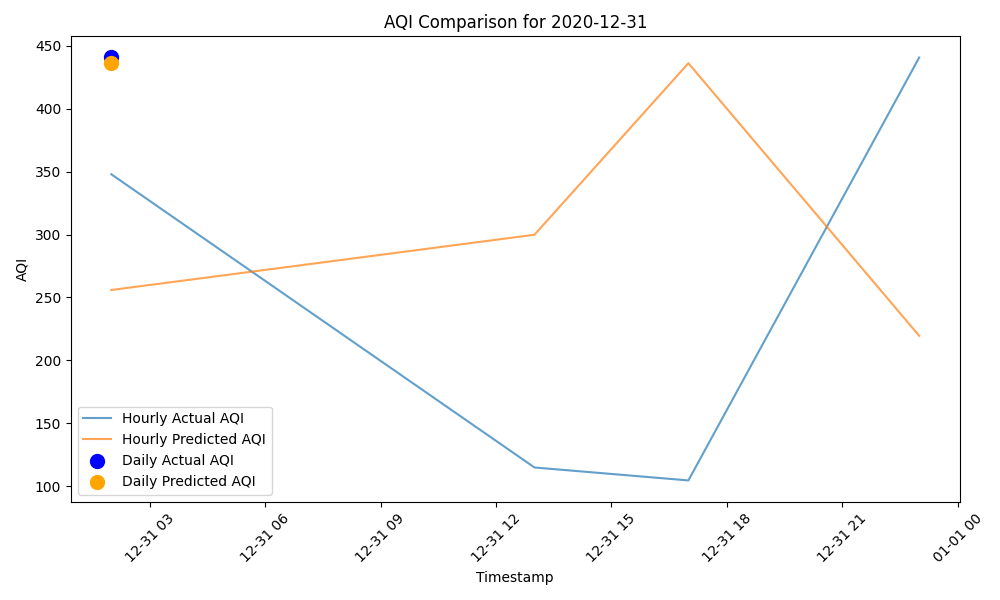 AQI Comparison for 2020-12-31
AQI
450
400
350
300
250
200
150
100
Hourly Actual AQI
Hourly Predicted AQI
Daily Actual AQI
Daily Predicted AQI
12-31 03
12-31 06
12-31 09
12-31 12
12-31 15
12-31 18
12-31 21
01-01 00
Timestamp